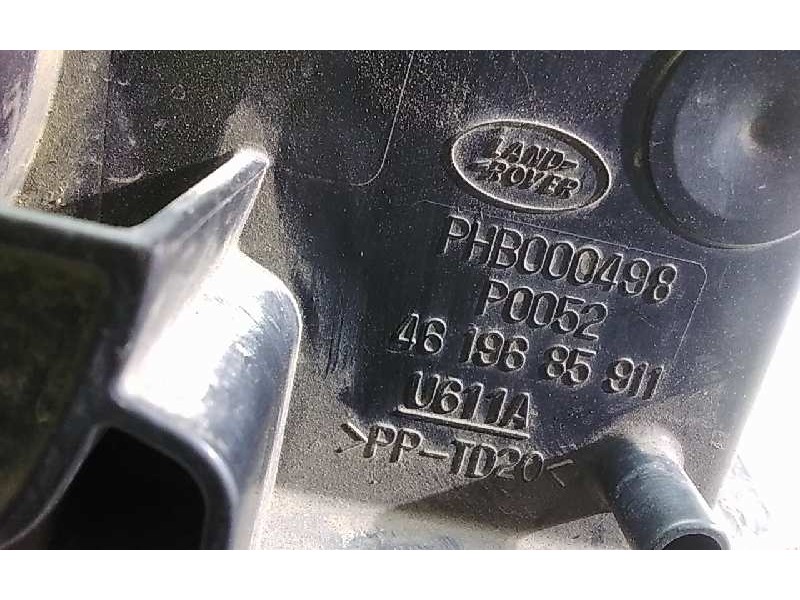 LAND
ROVER
PHB000498
P0052
46 196 85 911
U611A
>PP-TD20<